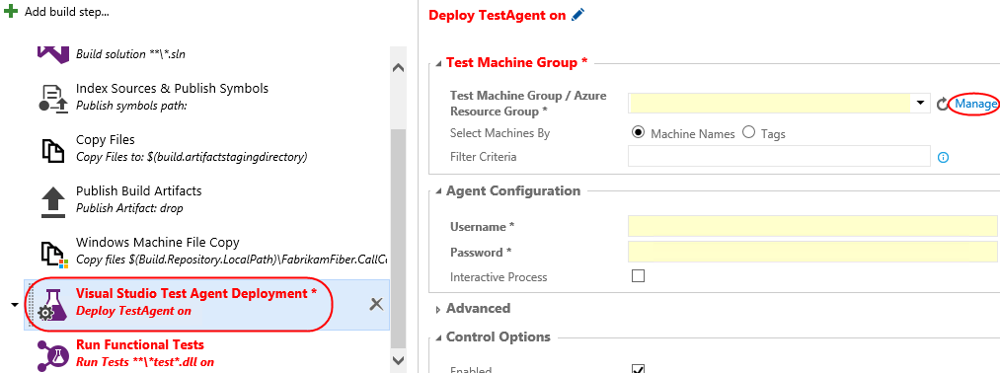 Add build step...
Build solution **\*.sln
Index Sources & Publish Symbols
Publish symbols path:
Copy Files
Copy Files to: $(build.artifactstagingdirectory)
Publish Build Artifacts
Publish Artifact: drop
Windows Machine File Copy
Copy files $(Build.Repository.LocalPath)\FabrikamFiber.CallCe
Visual Studio Test Agent Deployment *
Deploy TestAgent on
Run Functional Tests
Run Tests **\*test*.dll on
Deploy TestAgent on
Test Machine Group *
Test Machine Group / Azure
Resource Group *
Manage
Select Machines By
Machine Names
Tags
Filter Criteria
Agent Configuration
Username *
Password *
Interactive Process
Advanced
Control Options
Enabled